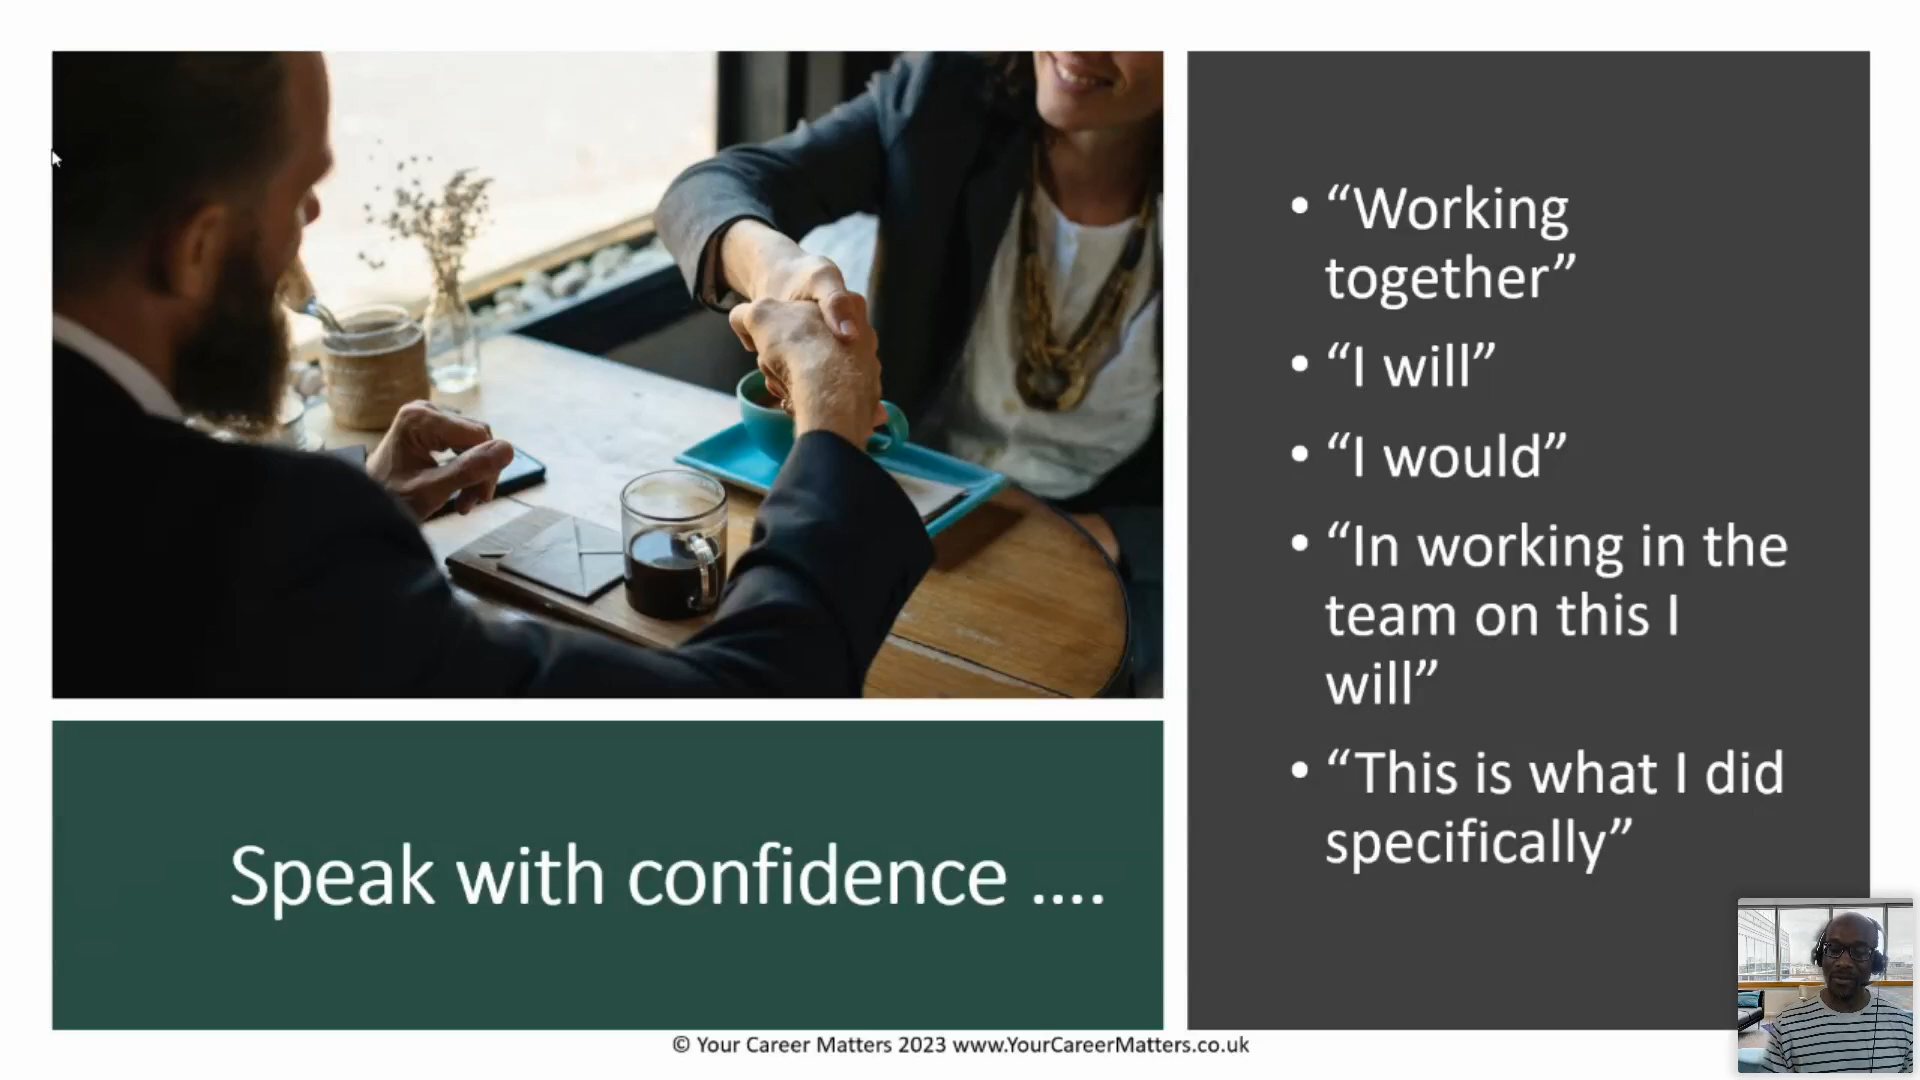 • “Working
together”
• “I will”
• “I would”
• “In working in the
team on this I
will”
• “This is what I did
specifically”
Speak with confidence ....
© Your Career Matters 2023 www.YourCareerMatters.co.uk